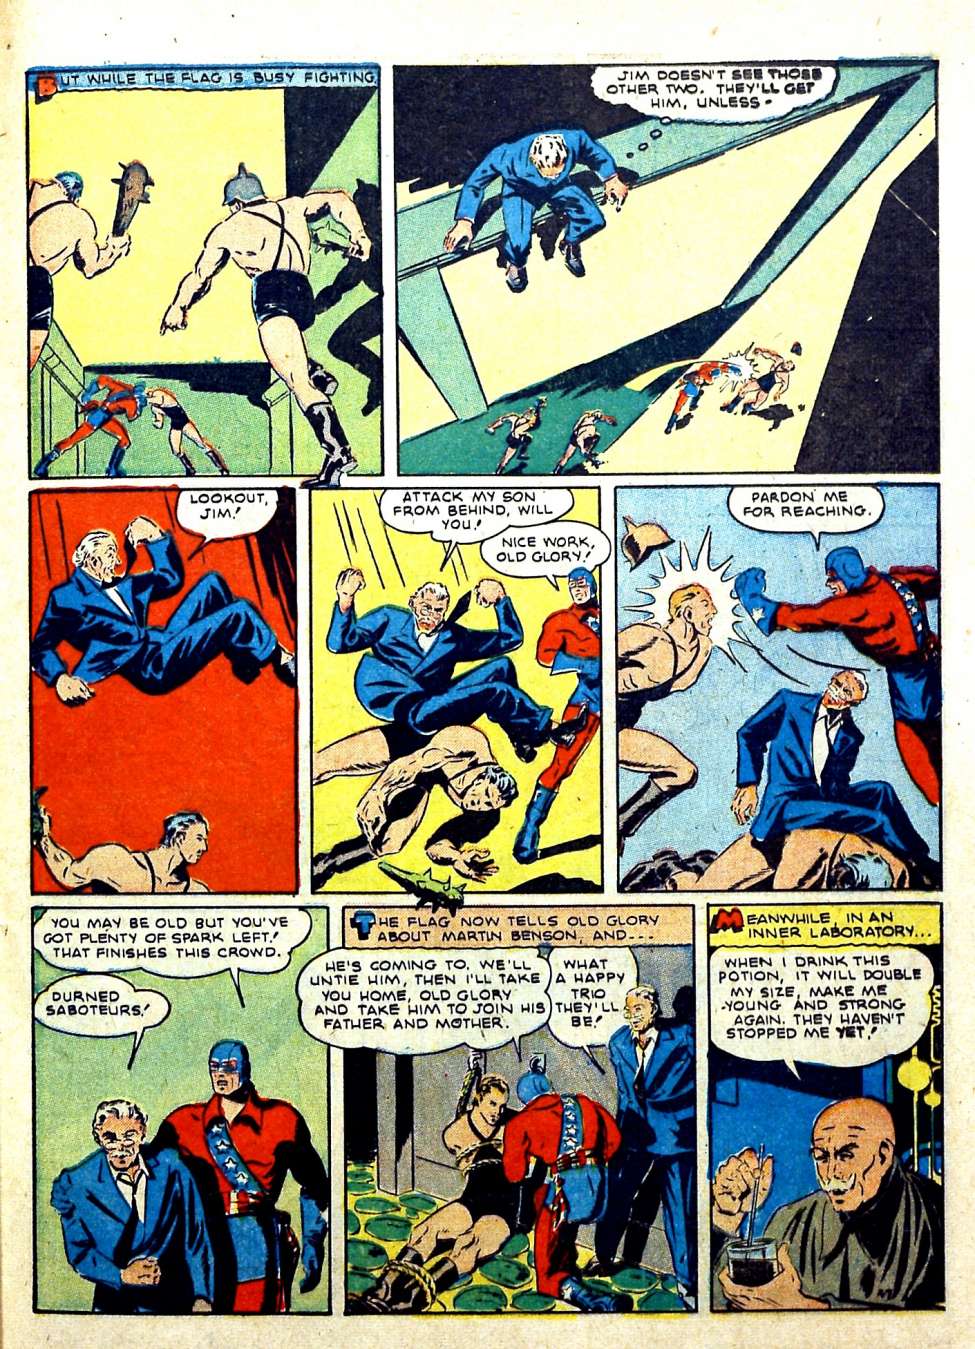 BUT WHILE THE FLAG IS BUSY FIGHTING
JIM DOESN'T SEE THOSE
OTHER TWO. THEY'LL GET
HIM, UNLESS-
LOOKOUT,
JIM!
ATTACK MY SON
FROM BEHIND, WILL
YOU!
NICE WORK,
OLD GLORY!
PARDON ME
FOR REACHING.
YOU MAY BE OLD BUT YOU'VE
GOT PLENTY OF SPARK LEFT!
THAT FINISHES THIS CROWD.
DURNED
SABOTEURS!
THE FLAG NOW TELLS OLD GLORY
ABOUT MARTIN BENSON, AND---
HE'S COMING TO, WE'LL
UNTIE HIM, THEN I'LL TAKE
YOU HOME, OLD GLORY
AND TAKE HIM TO JOIN HIS
FATHER AND MOTHER.
WHAT
A HAPPY
TRIO
THEY'LL
BE!
MEANWHILE, IN AN
INNER LABORATORY...
WHEN I DRINK THIS
POTION, IT WILL DOUBLE
MY SIZE, MAKE ME
YOUNG AND STRONG
AGAIN. THEY HAVEN'T
STOPPED ME YET!